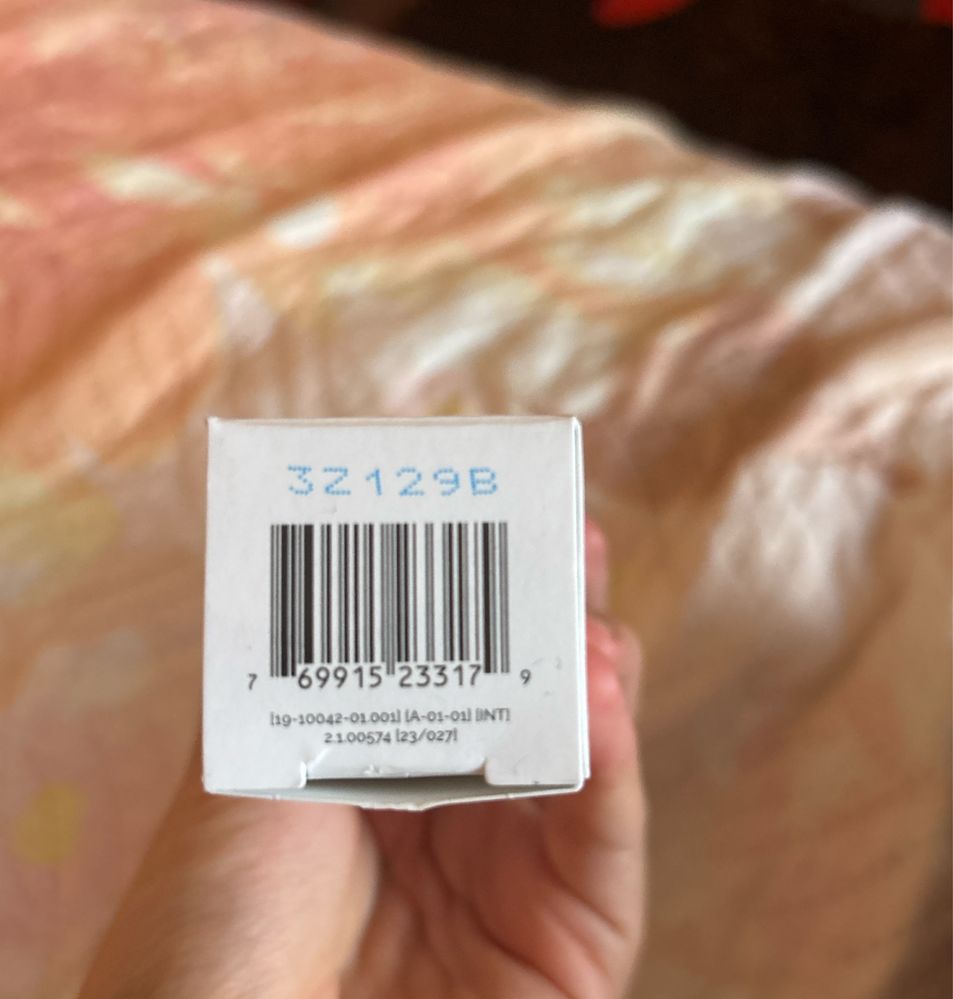 3Z129B
7 69915 23317 9
[19-10042-01.001] [A-01-01] [INT]
2.1.00574 [23/027]